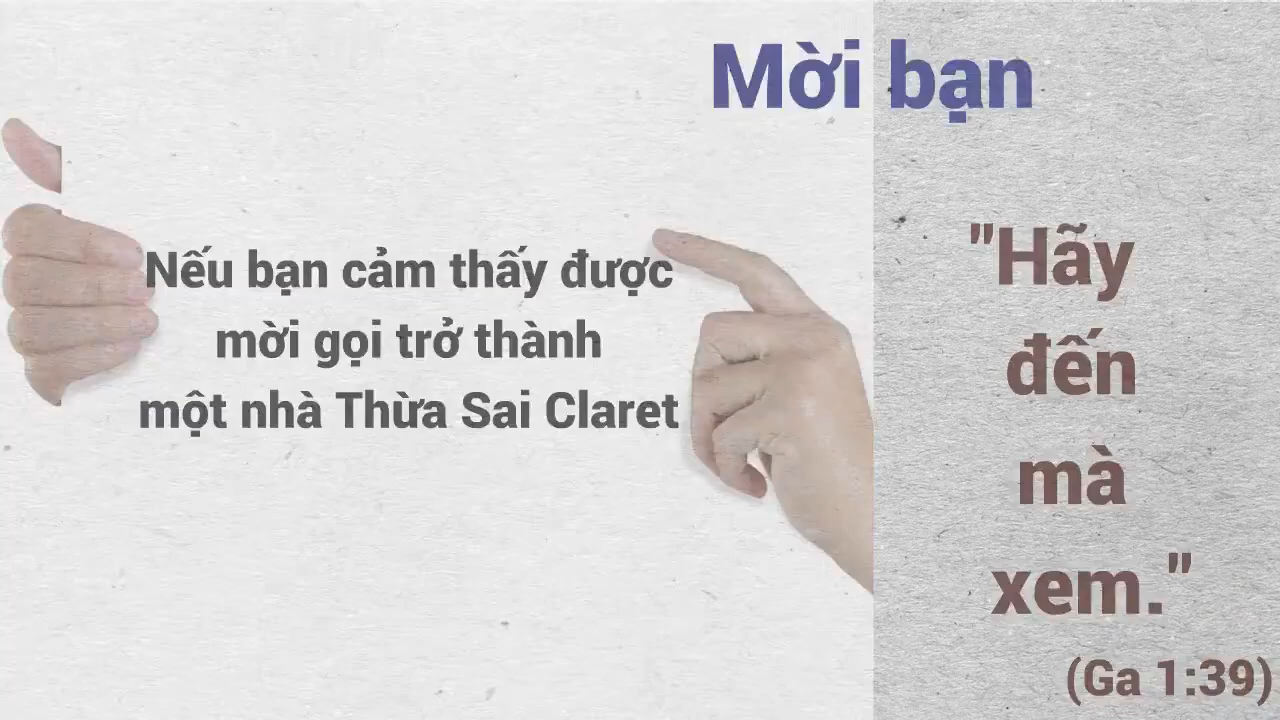 Mời bạn
Nếu bạn cảm thấy được
mời gọi trở thành
một nhà Thừa Sai Claret
"Hãy
đến
mà
xem."
(Ga 1:39)